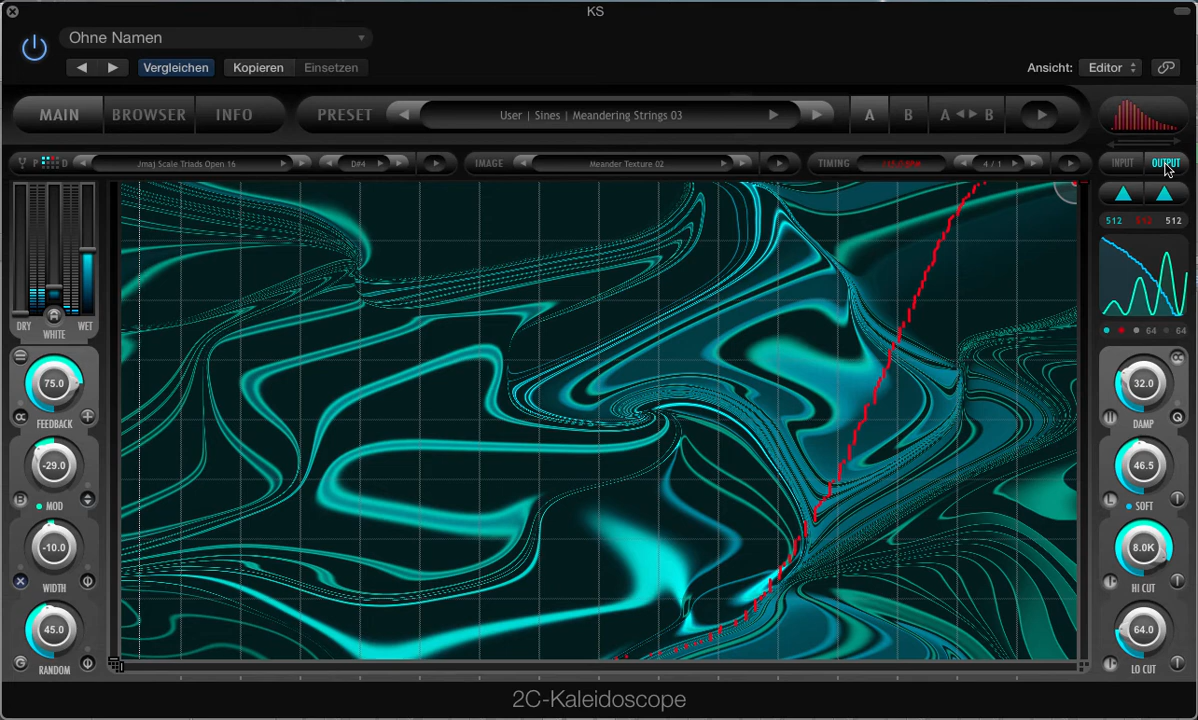 KS
Ohne Namen
Vergleichen Kopieren Einsetzen Ansicht: Editor
MAIN BROWSER INFO PRESET User | Sines | Meandering Strings 03 A B A B
P D Jmaj Scale Triads Open 16 D#4 IMAGE Meander Texture 02 TIMING 4 / 1 INPUT OUTPUT
512 512 512
DRY WHITE WET
64 64
75.0
FEEDBACK
32.0
DAMP
-29.0
B MOD
46.5
L SOFT
-10.0
WIDTH
8.0K
HI CUT
45.0
G RANDOM
64.0
LO CUT
2C-Kaleidoscope